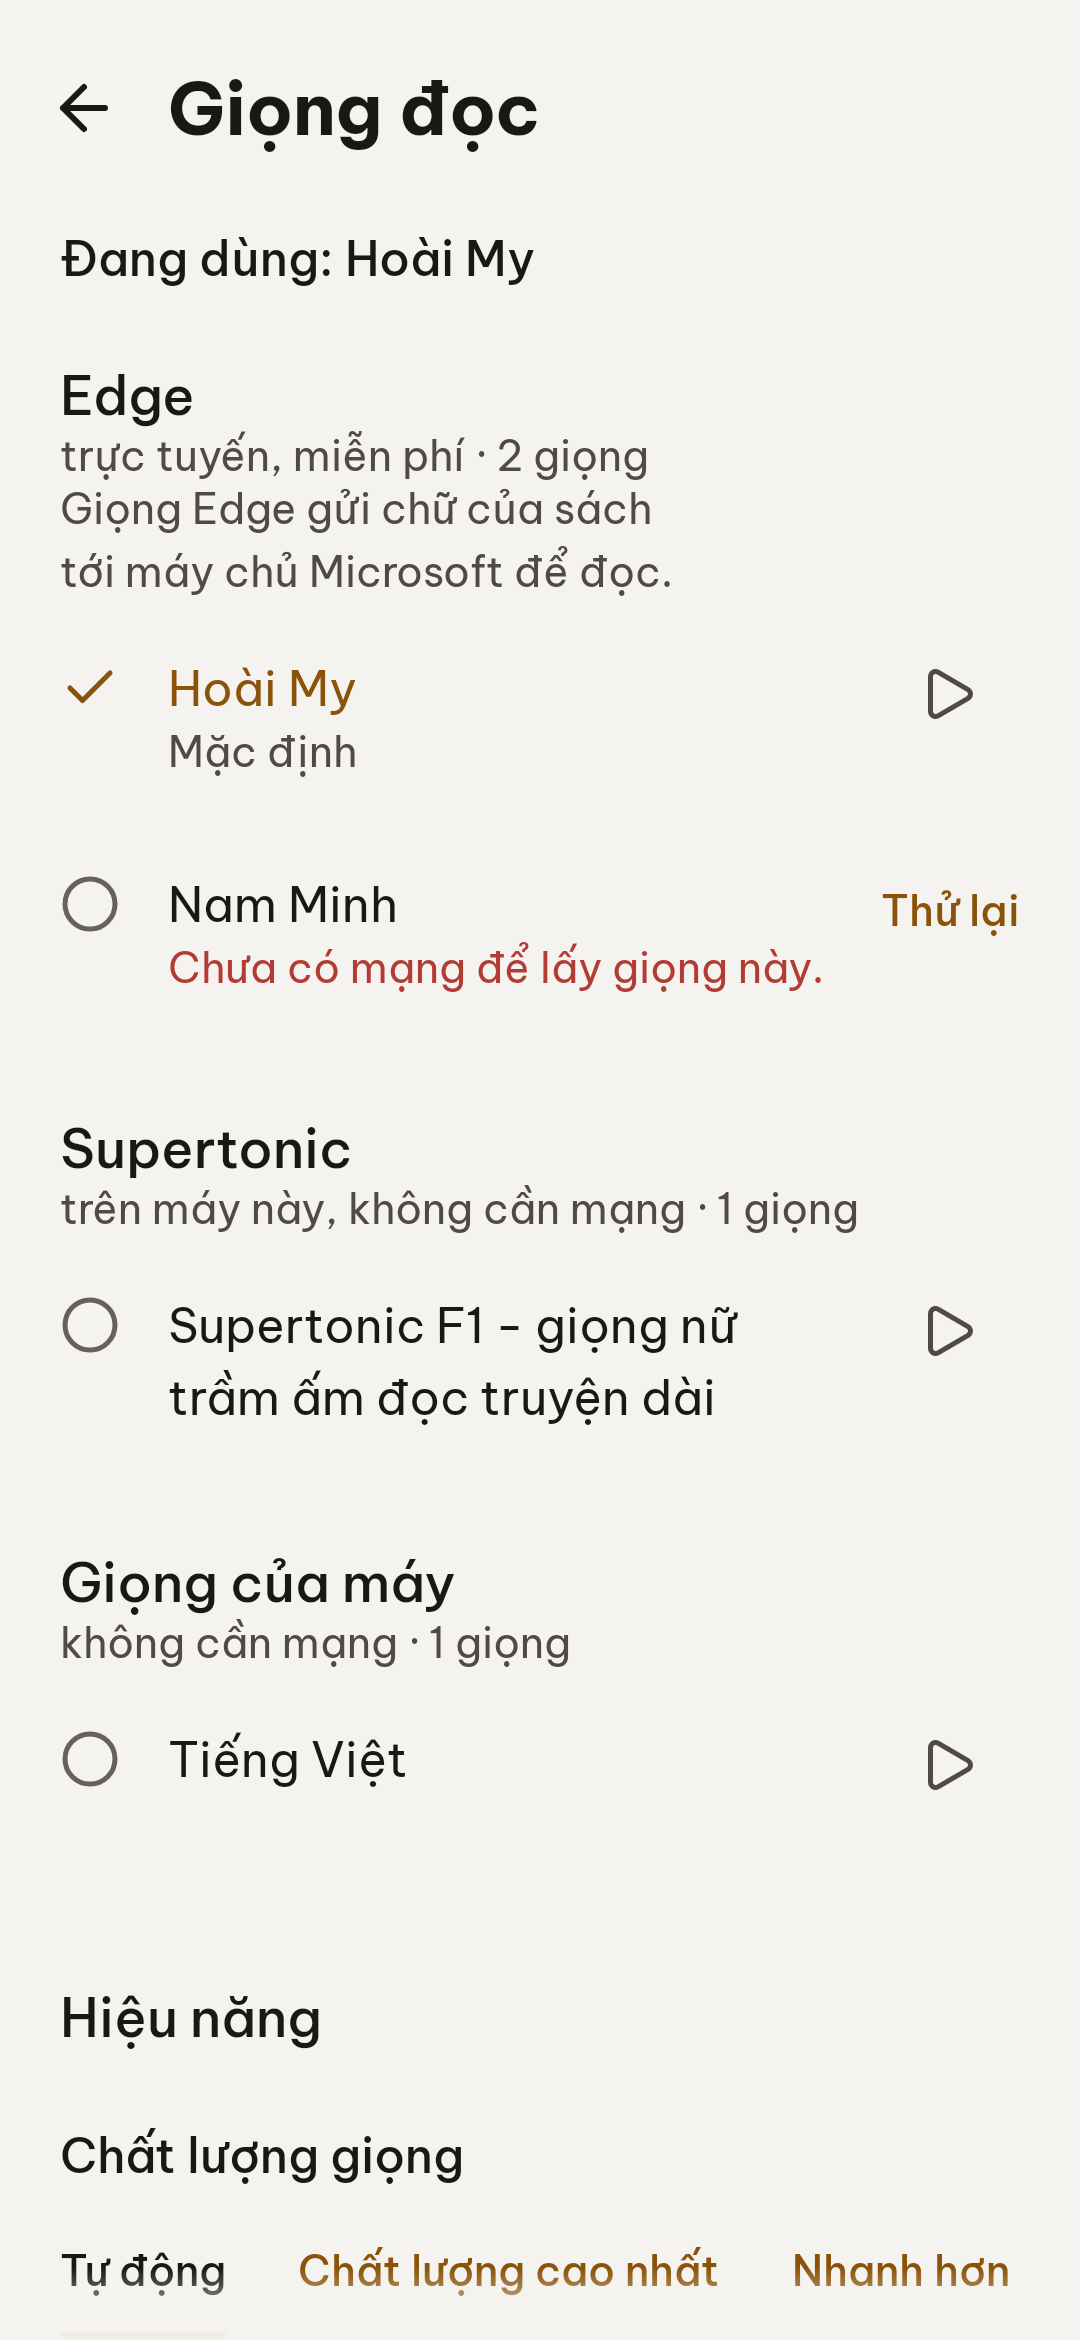 Giọng đọc
Đang dùng: Hoài My
Edge
trực tuyến, miễn phí · 2 giọng
Giọng Edge gửi chữ của sách
tới máy chủ Microsoft để đọc.
Hoài My
Mặc định
Nam Minh
Thử lại
Chưa có mạng để lấy giọng này.
Supertonic
trên máy này, không cần mạng · 1 giọng
Supertonic F1 - giọng nữ
trầm ấm đọc truyện dài
Giọng của máy
không cần mạng · 1 giọng
Tiếng Việt
Hiệu năng
Chất lượng giọng
Tự động Chất lượng cao nhất Nhanh hơn